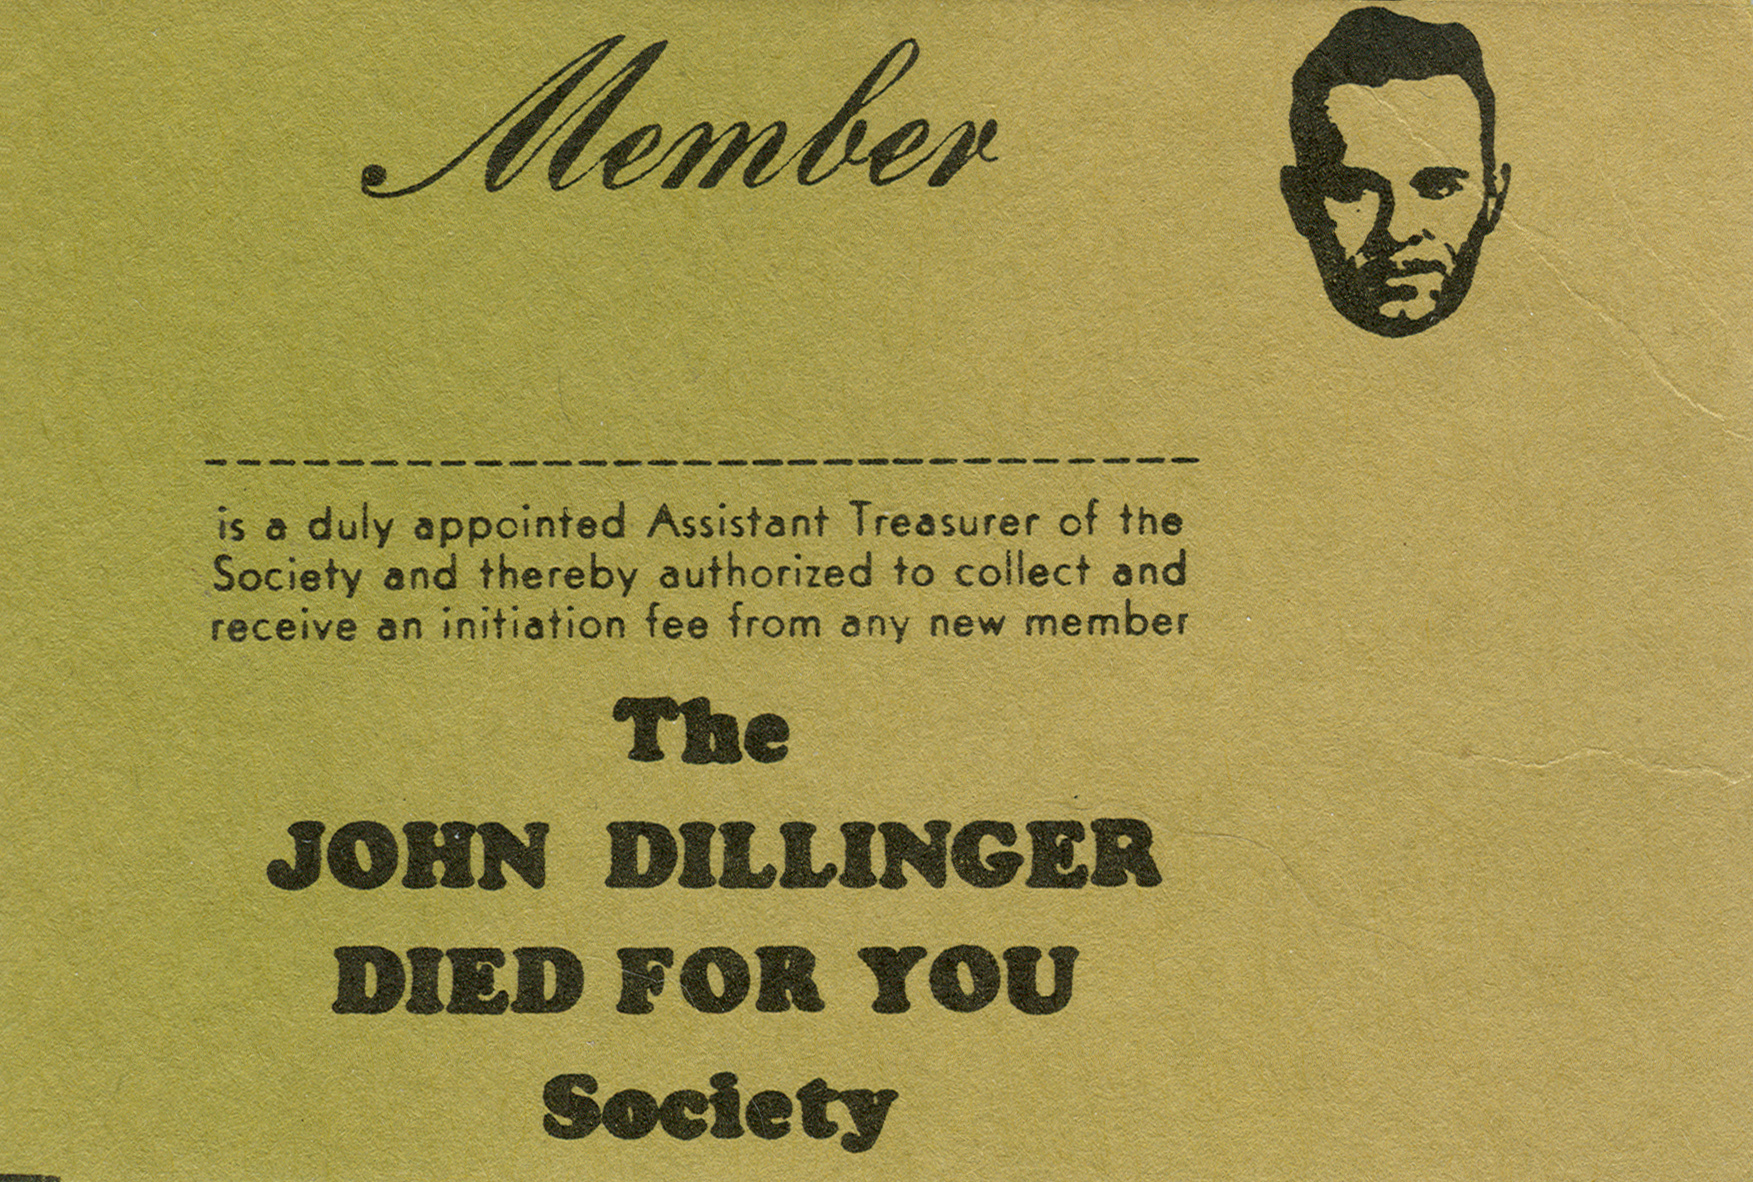 Member
is a duly appointed Assistant Treasurer of the
Society and thereby authorized to collect and
receive an initiation fee from any new member
The
JOHN DILLINGER
DIED FOR YOU
Society